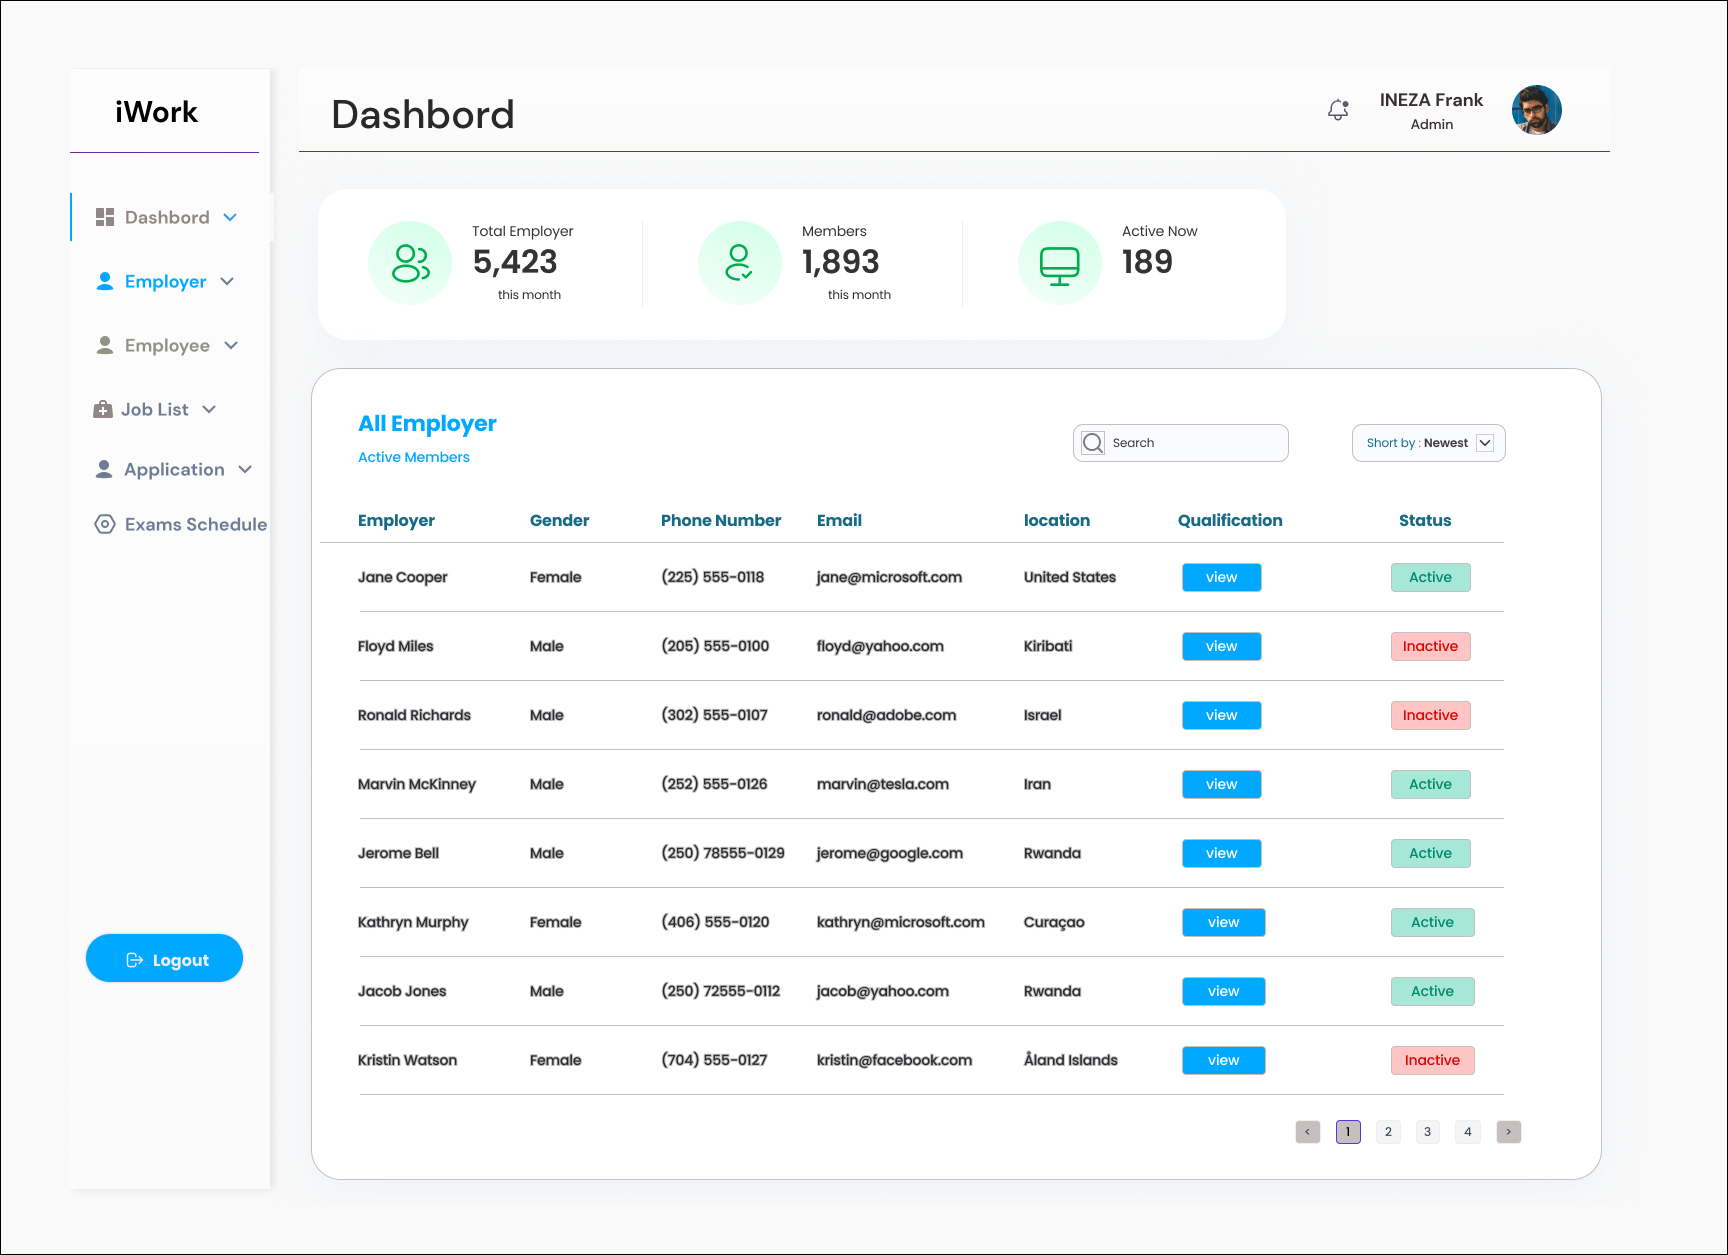 iWork
Dashbord
Employer
Employee
Job List
Application
Exams Schedule
Logout
Dashbord
INEZA Frank
Admin
Total Employer
5,423
this month
Members
1,893
this month
Active Now
189
All Employer
Active Members
Search
Short by : Newest
Employer Gender Phone Number Email location Qualification Status
Jane Cooper Female (225) 555-0118 jane@microsoft.com United States view Active
Floyd Miles Male (205) 555-0100 floyd@yahoo.com Kiribati view Inactive
Ronald Richards Male (302) 555-0107 ronald@adobe.com Israel view Inactive
Marvin McKinney Male (252) 555-0126 marvin@tesla.com Iran view Active
Jerome Bell Male (250) 78555-0129 jerome@google.com Rwanda view Active
Kathryn Murphy Female (406) 555-0120 kathryn@microsoft.com Curaçao view Active
Jacob Jones Male (250) 72555-0112 jacob@yahoo.com Rwanda view Active
Kristin Watson Female (704) 555-0127 kristin@facebook.com Åland Islands view Inactive
< 1 2 3 4 >